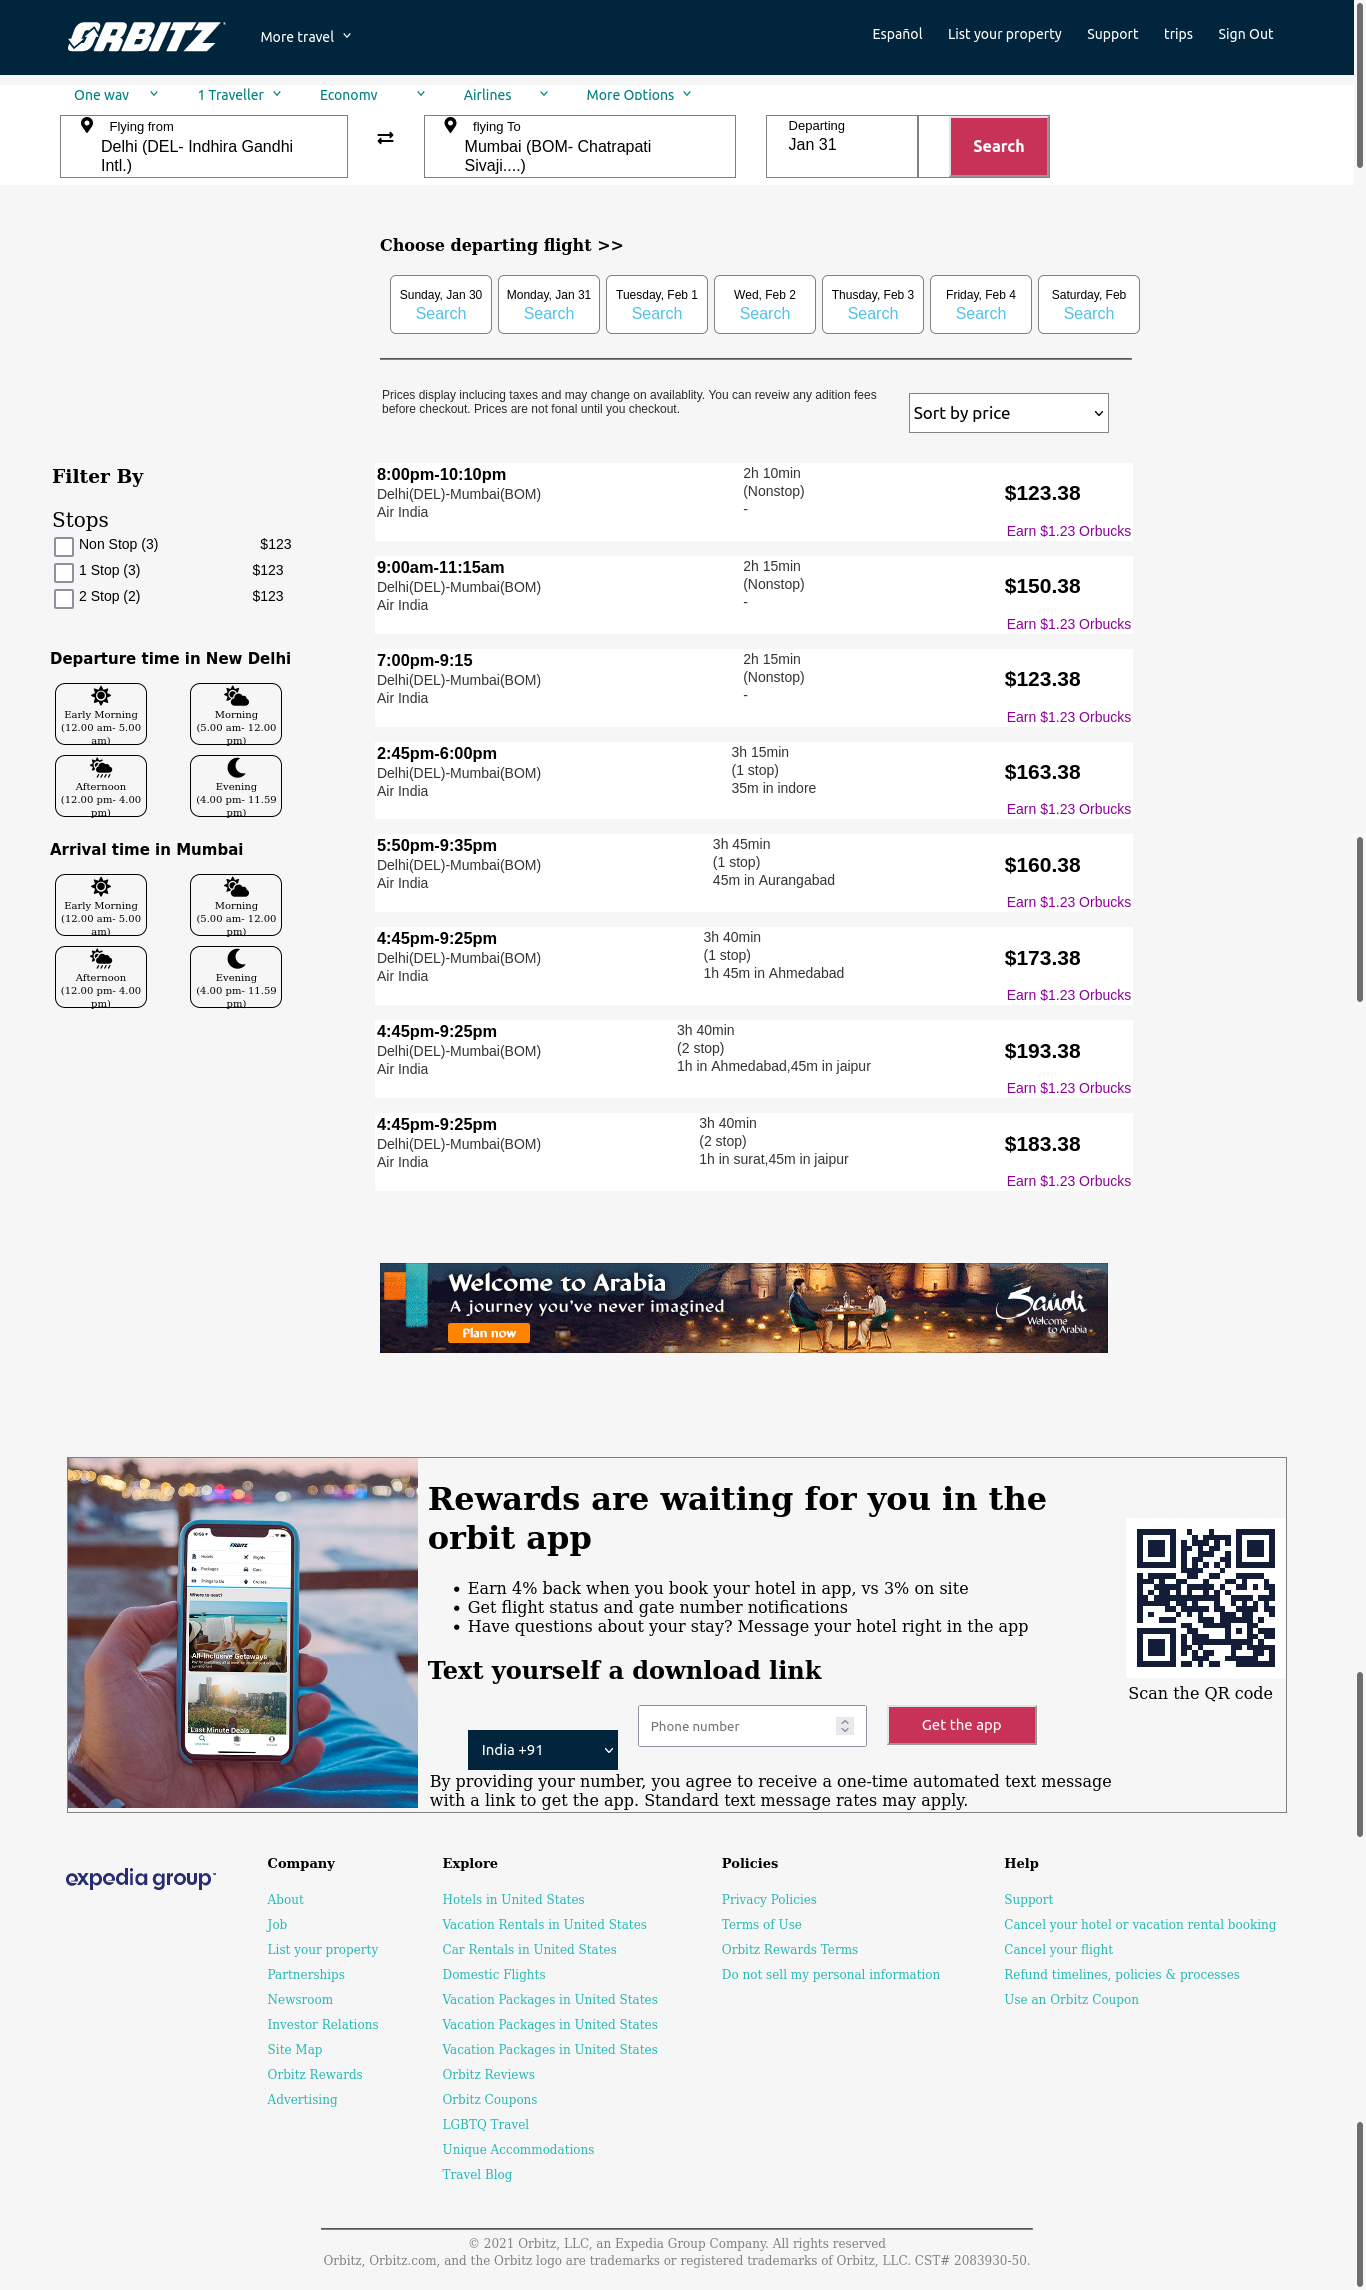 ORBITZ
More travel
Español
List your property
Support
trips
Sign Out
One way
1 Traveller
Economy
Airlines
More Options
Flying from
Delhi (DEL- Indhira Gandhi
Intl.)
flying To
Mumbai (BOM- Chatrapati
Sivaji....)
Departing
Jan 31
Search
Choose departing flight >>
Sunday, Jan 30
Search
Monday, Jan 31
Search
Tuesday, Feb 1
Search
Wed, Feb 2
Search
Thusday, Feb 3
Search
Friday, Feb 4
Search
Saturday, Feb
Search
Prices display inclucing taxes and may change on availablity. You can reveiw any adition fees
before checkout. Prices are not fonal until you checkout.
Sort by price
Filter By
Stops
Non Stop (3) $123
1 Stop (3) $123
2 Stop (2) $123
Departure time in New Delhi
Early Morning
(12.00 am- 5.00
am)
Morning
(5.00 am- 12.00
pm)
Afternoon
(12.00 pm- 4.00
pm)
Evening
(4.00 pm- 11.59
pm)
Arrival time in Mumbai
Early Morning
(12.00 am- 5.00
am)
Morning
(5.00 am- 12.00
pm)
Afternoon
(12.00 pm- 4.00
pm)
Evening
(4.00 pm- 11.59
pm)
8:00pm-10:10pm
Delhi(DEL)-Mumbai(BOM)
Air India
2h 10min
(Nonstop)
-
$123.38
Earn $1.23 Orbucks
9:00am-11:15am
Delhi(DEL)-Mumbai(BOM)
Air India
2h 15min
(Nonstop)
-
$150.38
Earn $1.23 Orbucks
7:00pm-9:15
Delhi(DEL)-Mumbai(BOM)
Air India
2h 15min
(Nonstop)
-
$123.38
Earn $1.23 Orbucks
2:45pm-6:00pm
Delhi(DEL)-Mumbai(BOM)
Air India
3h 15min
(1 stop)
35m in indore
$163.38
Earn $1.23 Orbucks
5:50pm-9:35pm
Delhi(DEL)-Mumbai(BOM)
Air India
3h 45min
(1 stop)
45m in Aurangabad
$160.38
Earn $1.23 Orbucks
4:45pm-9:25pm
Delhi(DEL)-Mumbai(BOM)
Air India
3h 40min
(1 stop)
1h 45m in Ahmedabad
$173.38
Earn $1.23 Orbucks
4:45pm-9:25pm
Delhi(DEL)-Mumbai(BOM)
Air India
3h 40min
(2 stop)
1h in Ahmedabad,45m in jaipur
$193.38
Earn $1.23 Orbucks
4:45pm-9:25pm
Delhi(DEL)-Mumbai(BOM)
Air India
3h 40min
(2 stop)
1h in surat,45m in jaipur
$183.38
Earn $1.23 Orbucks
Welcome to Arabia
A journey you've never imagined
Plan now
Saudi
Welcome
to Arabia
ORBITZ
Hotels
Flights
Packages
Cars
Things to Do
Cruises
Where to next?
All-Inclusive Getaways
Last Minute Deals
Rewards are waiting for you in the
orbit app
• Earn 4% back when you book your hotel in app, vs 3% on site
• Get flight status and gate number notifications
• Have questions about your stay? Message your hotel right in the app
Text yourself a download link
India +91
Phone number
Get the app
By providing your number, you agree to receive a one-time automated text message
with a link to get the app. Standard text message rates may apply.
Scan the QR code
expedia group
Company
About
Job
List your property
Partnerships
Newsroom
Investor Relations
Site Map
Orbitz Rewards
Advertising
Explore
Hotels in United States
Vacation Rentals in United States
Car Rentals in United States
Domestic Flights
Vacation Packages in United States
Vacation Packages in United States
Vacation Packages in United States
Orbitz Reviews
Orbitz Coupons
LGBTQ Travel
Unique Accommodations
Travel Blog
Policies
Privacy Policies
Terms of Use
Orbitz Rewards Terms
Do not sell my personal information
Help
Support
Cancel your hotel or vacation rental booking
Cancel your flight
Refund timelines, policies & processes
Use an Orbitz Coupon
© 2021 Orbitz, LLC, an Expedia Group Company. All rights reserved
Orbitz, Orbitz.com, and the Orbitz logo are trademarks or registered trademarks of Orbitz, LLC. CST# 2083930-50.